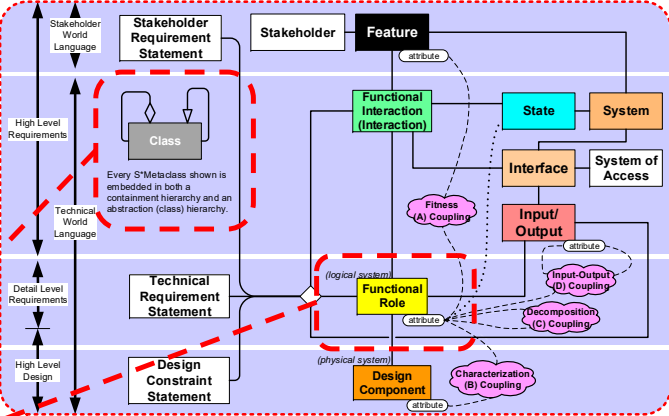 Stakeholder
World
Language
High Level
Requirements
Technical
World
Language
Detail Level
Requirements
High Level
Design
Stakeholder
Requirement
Statement
Stakeholder
Feature
attribute
Class
Every S*Metaclass shown is
embedded in both a
containment hierarchy and an
abstraction (class) hierarchy.
Functional
Interaction
(Interaction)
State
System
Interface
System of
Access
Fitness
(A) Coupling
Input/
Output
attribute
Technical
Requirement
Statement
(logical system)
Functional
Role
attribute
Input-Output
(D) Coupling
Decomposition
(C) Coupling
Design
Constraint
Statement
(physical system)
Design
Component
attribute
Characterization
(B) Coupling